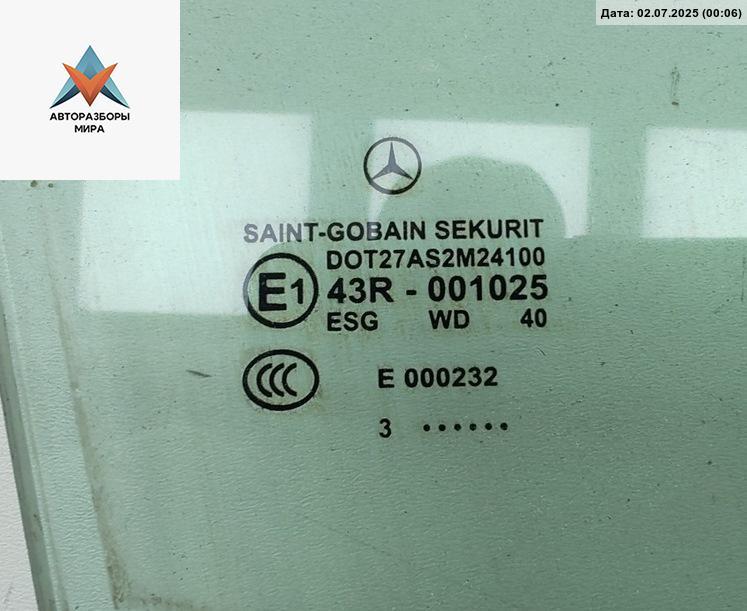 Дата: 02.07.2025 (00:06)
АВТОРАЗБОРЫ
МИРА
SAINT-GOBAIN SEKURIT
DOT27AS2M24100
E1 43R - 001025
ESG WD 40
CCC E 000232
3 ••••••